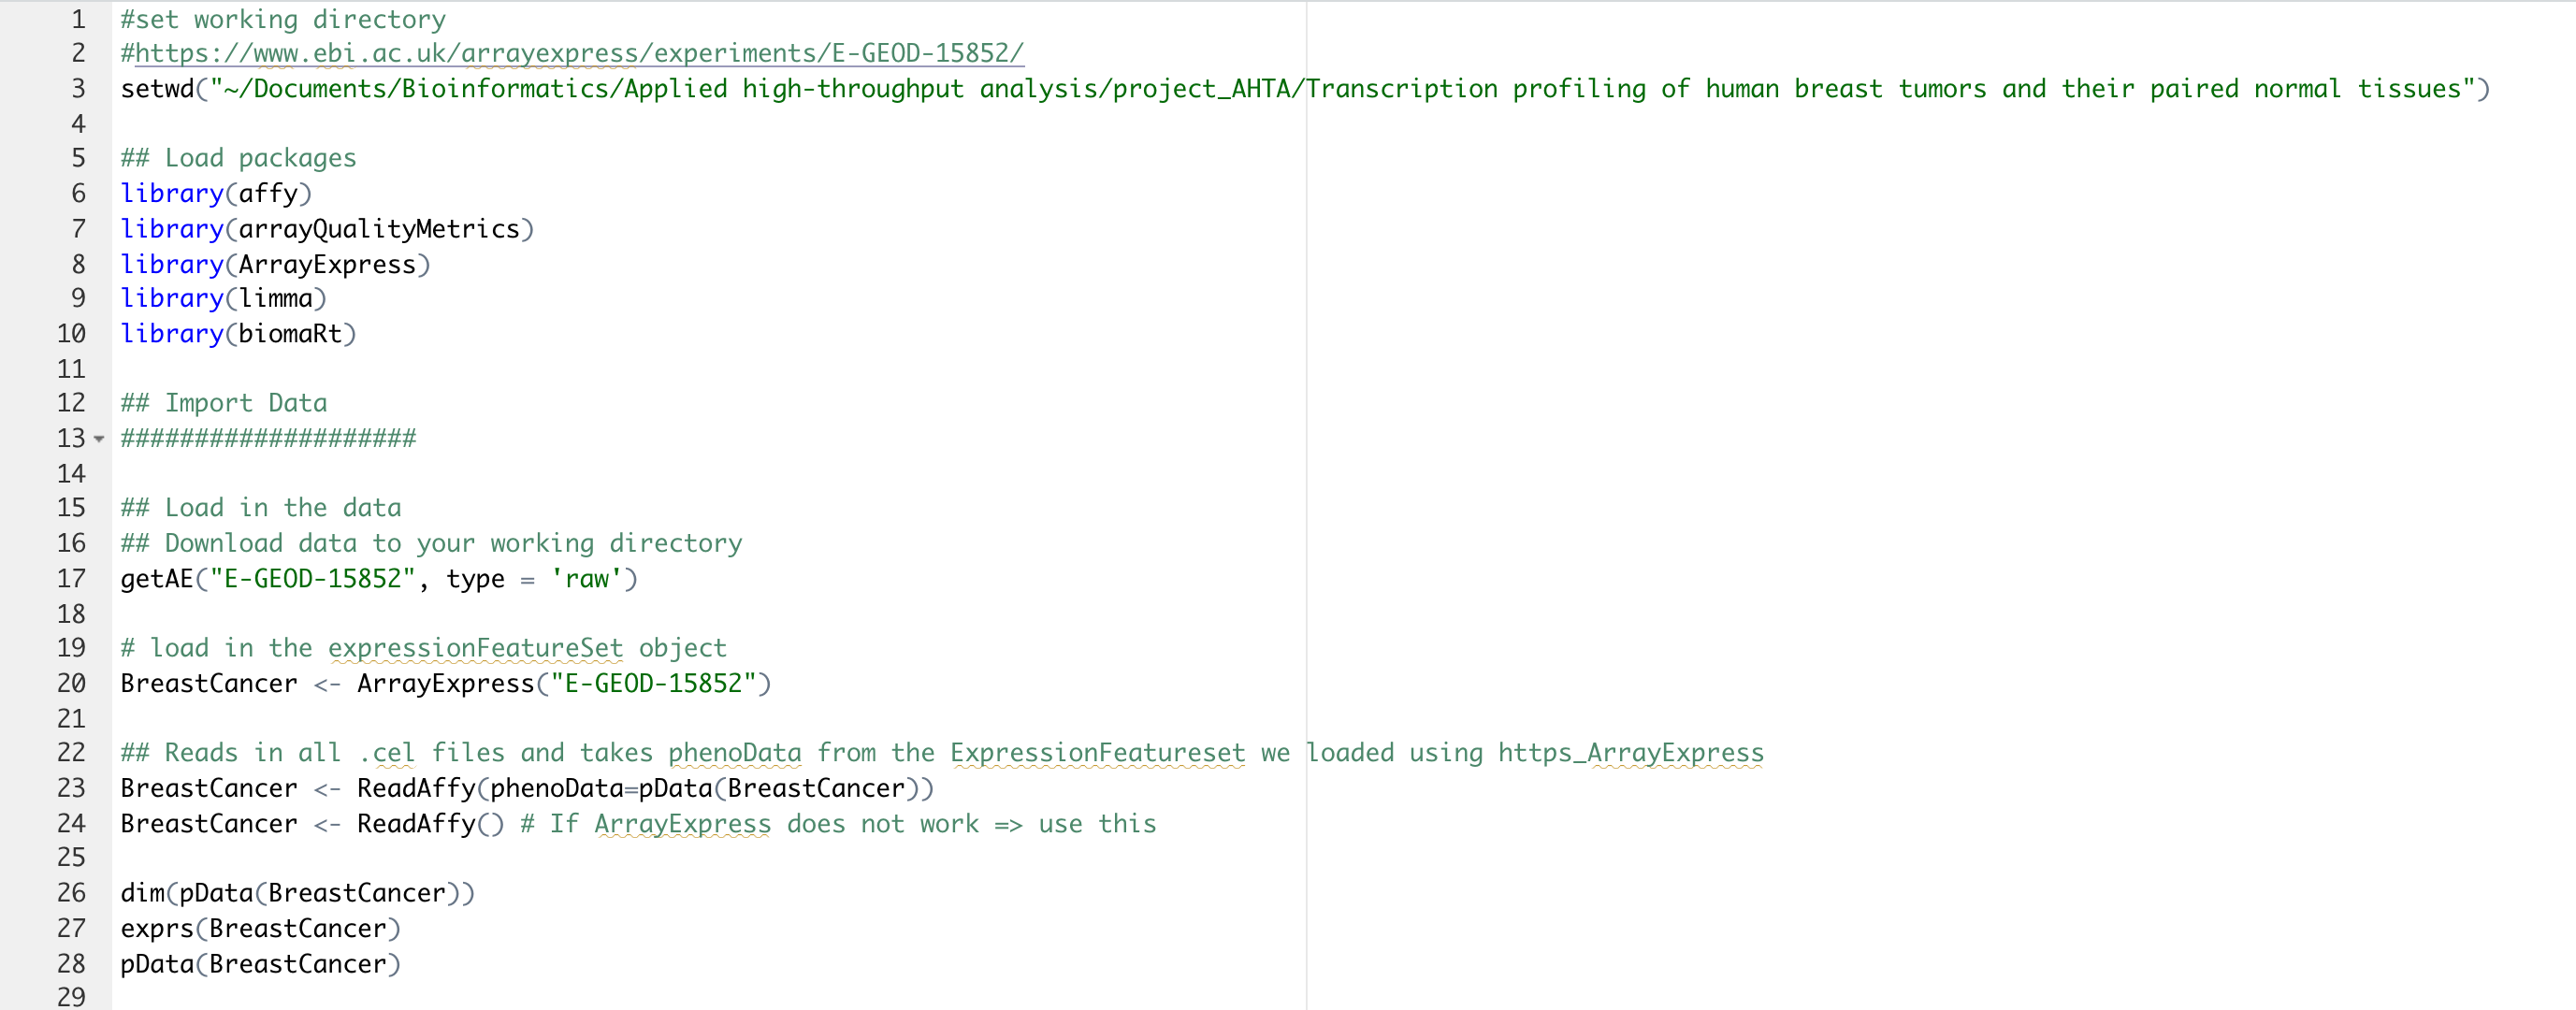 1 #set working directory
2 #https://www.ebi.ac.uk/arrayexpress/experiments/E-GEOD-15852/
3 setwd("~/Documents/Bioinformatics/Applied high-throughput analysis/project_AHTA/Transcription profiling of human breast tumors and their paired normal tissues")
4
5 ## Load packages
6 library(affy)
7 library(arrayQualityMetrics)
8 library(ArrayExpress)
9 library(limma)
10 library(biomaRt)
11
12 ## Import Data
13 ####################
14
15 ## Load in the data
16 ## Download data to your working directory
17 getAE("E-GEOD-15852", type = 'raw')
18
19 # load in the expressionFeatureSet object
20 BreastCancer <- ArrayExpress("E-GEOD-15852")
21
22 ## Reads in all .cel files and takes phenoData from the ExpressionFeatureset we loaded using https_ArrayExpress
23 BreastCancer <- ReadAffy(phenoData=pData(BreastCancer))
24 BreastCancer <- ReadAffy() # If ArrayExpress does not work => use this
25
26 dim(pData(BreastCancer))
27 exprs(BreastCancer)
28 pData(BreastCancer)
29